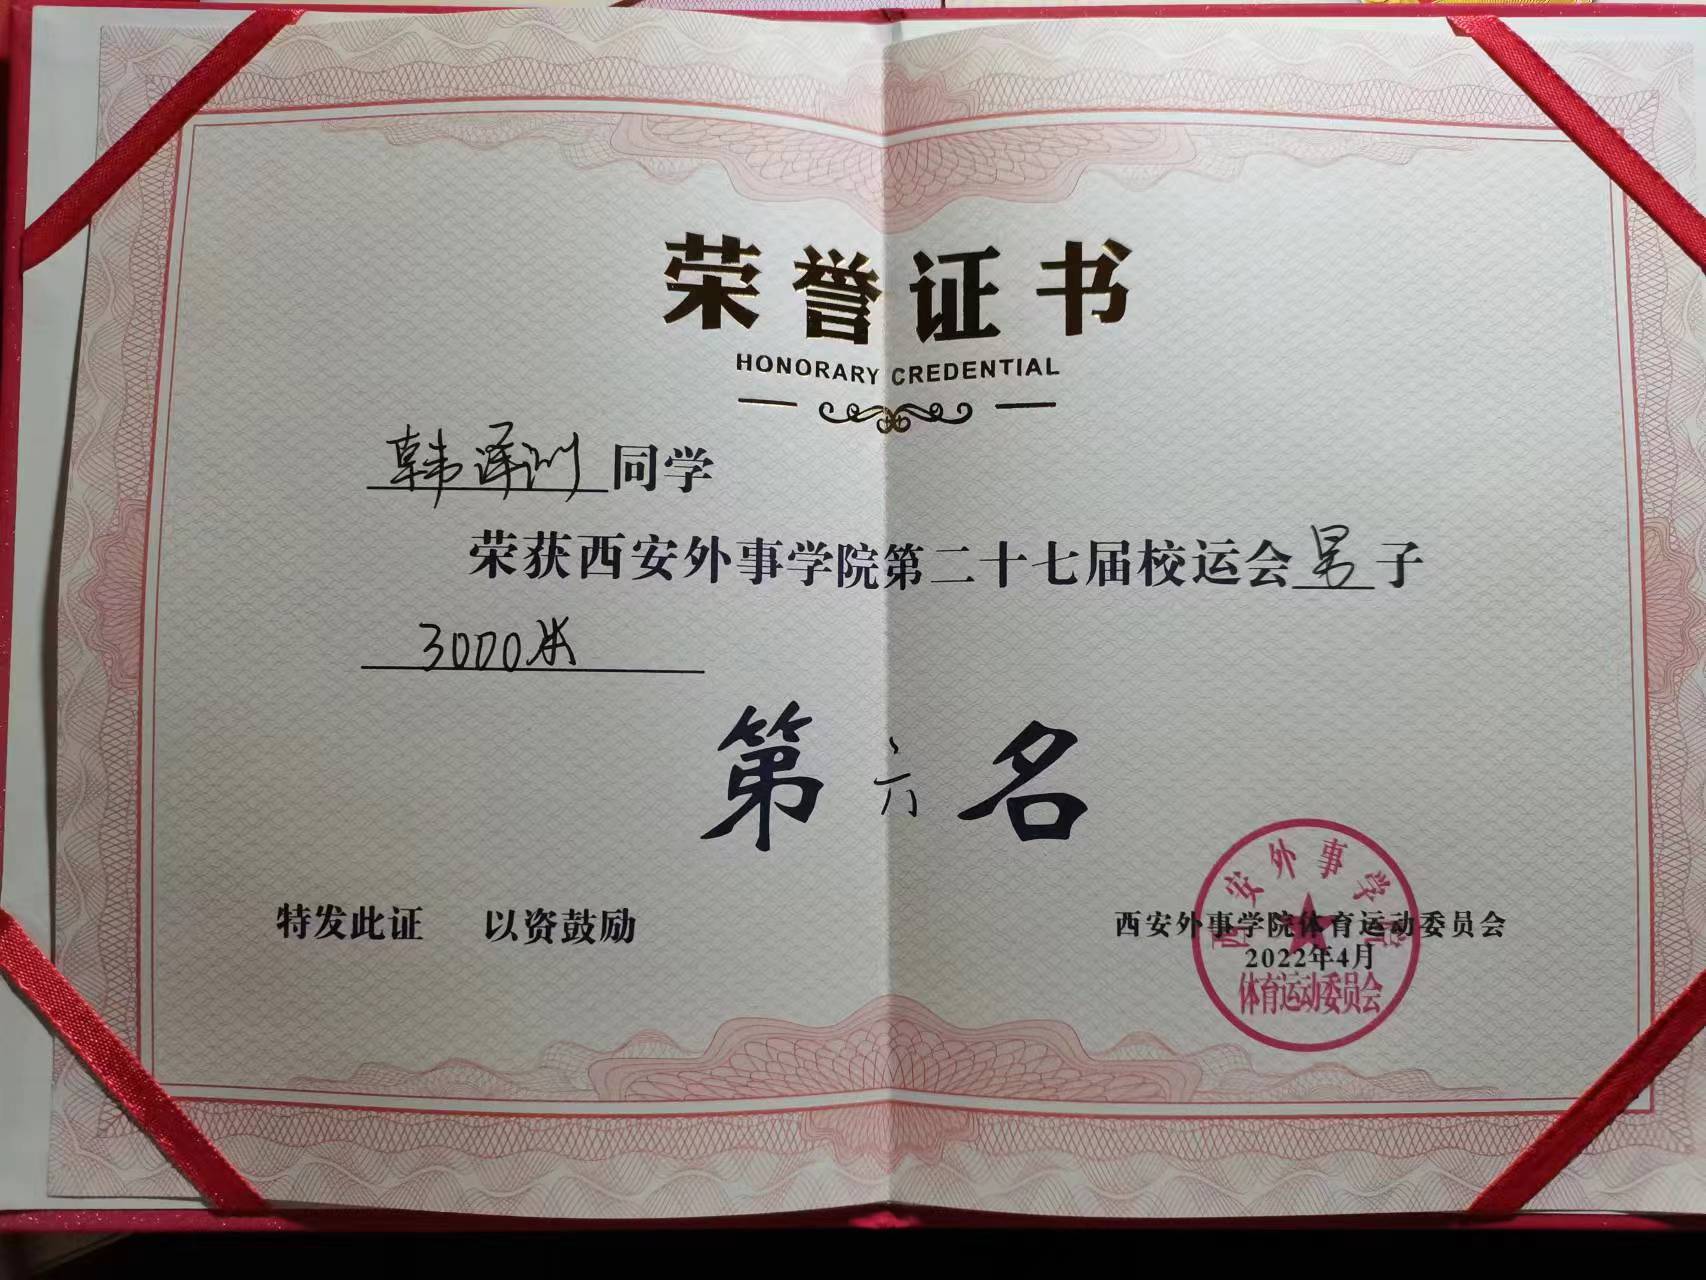 荣誉证书
HONORARY CREDENTIAL
韩泽训同学
荣获西安外事学院第二十七届校运会男子
3000米
第六名
特发此证 以资鼓励
西安外事学院体育运动委员会
2022年4月
西安外事学院
体育运动委员会